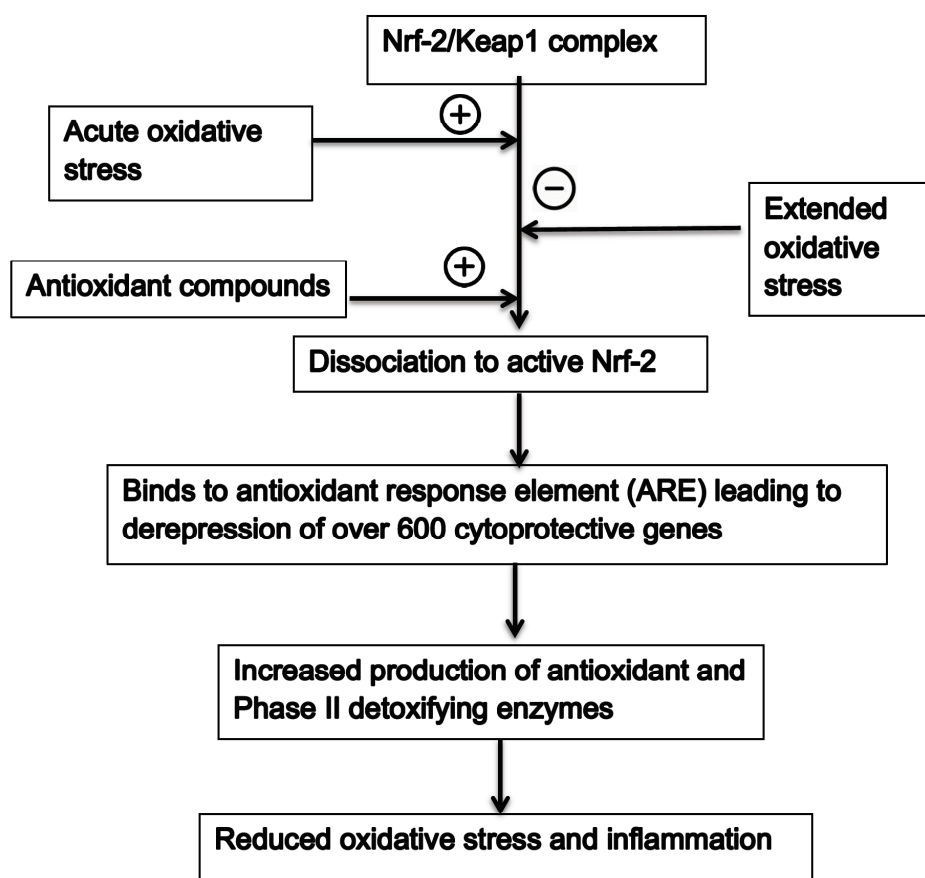 Nrf-2/Keap1 complex
+
Acute oxidative
stress
−
Extended
oxidative
stress
+
Antioxidant compounds
Dissociation to active Nrf-2
Binds to antioxidant response element (ARE) leading to
derepression of over 600 cytoprotective genes
Increased production of antioxidant and
Phase II detoxifying enzymes
Reduced oxidative stress and inflammation